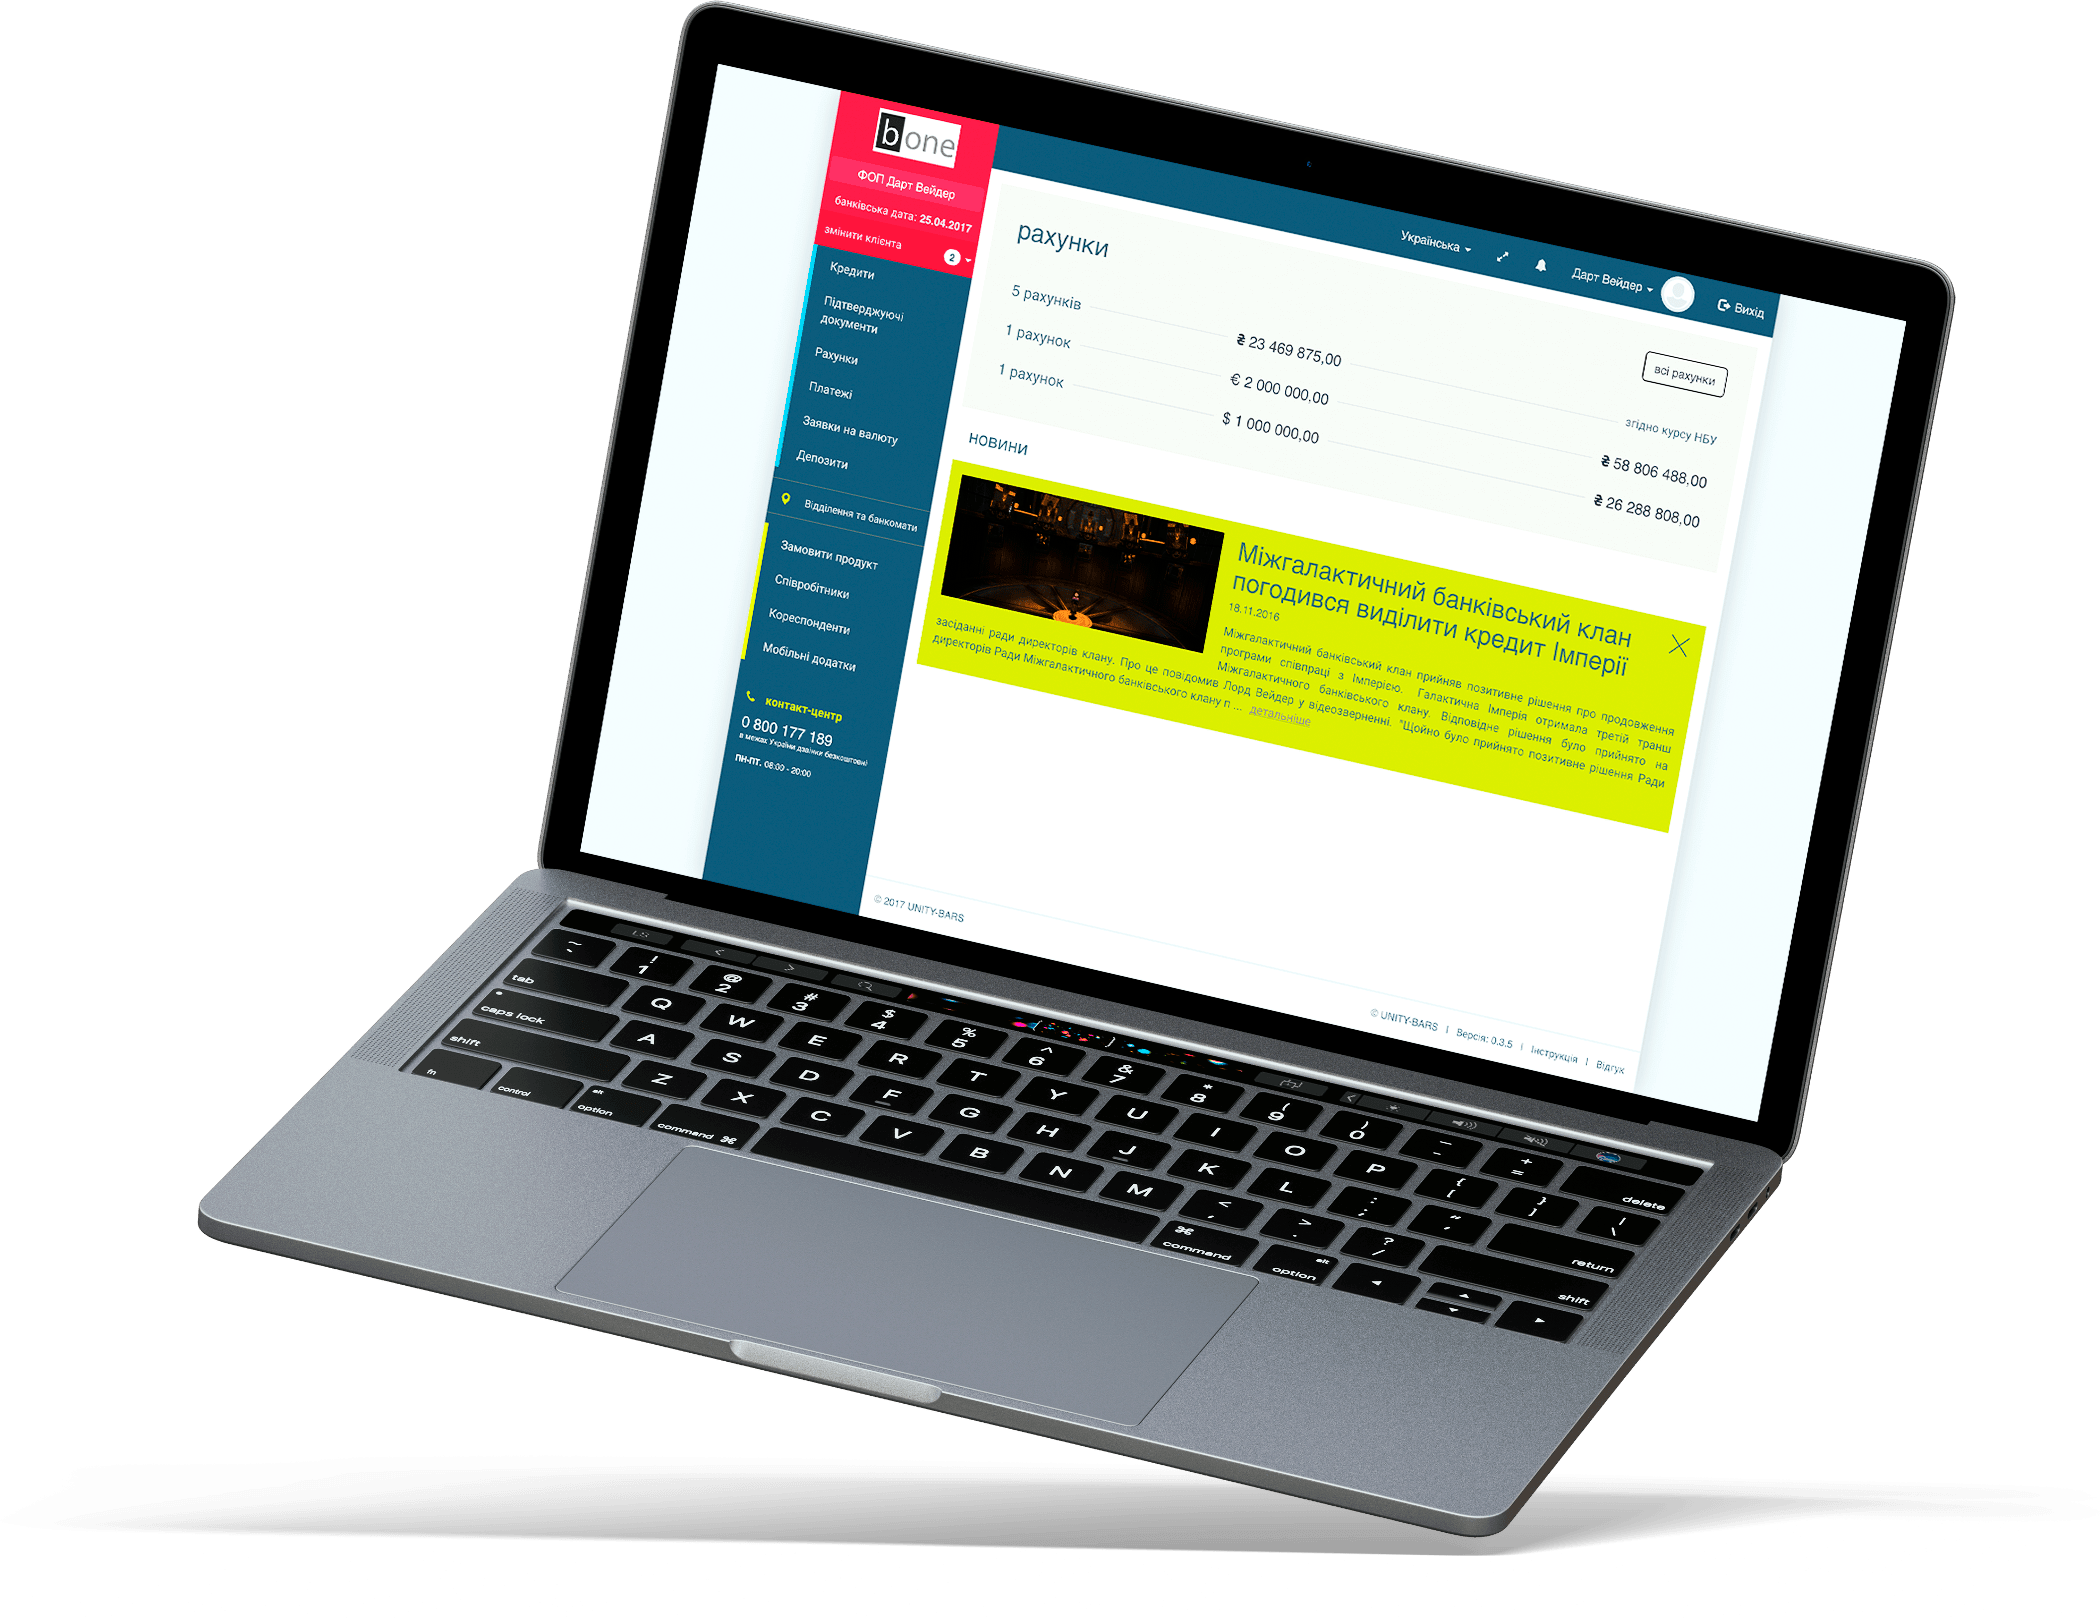 bone
ФОП Дарт Вейдер
банківська дата: 25.04.2017
змінити клієнта 2
Кредити
Підтверджуючі
документи
Рахунки
Платежі
Заявки на валюту
Депозити
Відділення та банкомати
Замовити продукт
Співробітники
Кореспонденти
Мобільні додатки
контакт-центр
0 800 177 189
в межах України дзвінки безкоштовні
пн-пт. 08:00 - 20:00
Українська
Дарт Вейдер
Вихід
рахунки
всі рахунки
згідно курсу НБУ
5 рахунків ₴ 23 469 875,00
1 рахунок € 2 000 000,00 ₴ 58 806 488,00
1 рахунок $ 1 000 000,00 ₴ 26 288 808,00
новини
Міжгалактичний банківський клан
погодився виділити кредит Імперії
18.11.2016
Міжгалактичний банківський клан прийняв позитивне рішення про продовження
програми співпраці з Імперією. Галактична Імперія отримала третій транш
Міжгалактичного банківського клану. Відповідне рішення було прийнято на
засіданні ради директорів клану. Про це повідомив Лорд Вейдер у відеозверненні. "Щойно було прийнято позитивне рішення Ради
директорів Ради Міжгалактичного банківського клану п ... детальніше
© 2017 UNITY-BARS
© UNITY-BARS | Версія: 0.3.5 | Інструкція | Відгук
~ ! 1 @ 2 # 3 $ 4 % 5 ^ 6 & 7 * 8 ( 9 ) 0 _ - + = delete
tab Q W E R T Y U I O P { [ } ] | \
caps lock A S D F G H J K L : ; " ' return
shift Z X C V B N M < , > . ? / shift
fn control alt option command ⌘ ⌘ command alt option